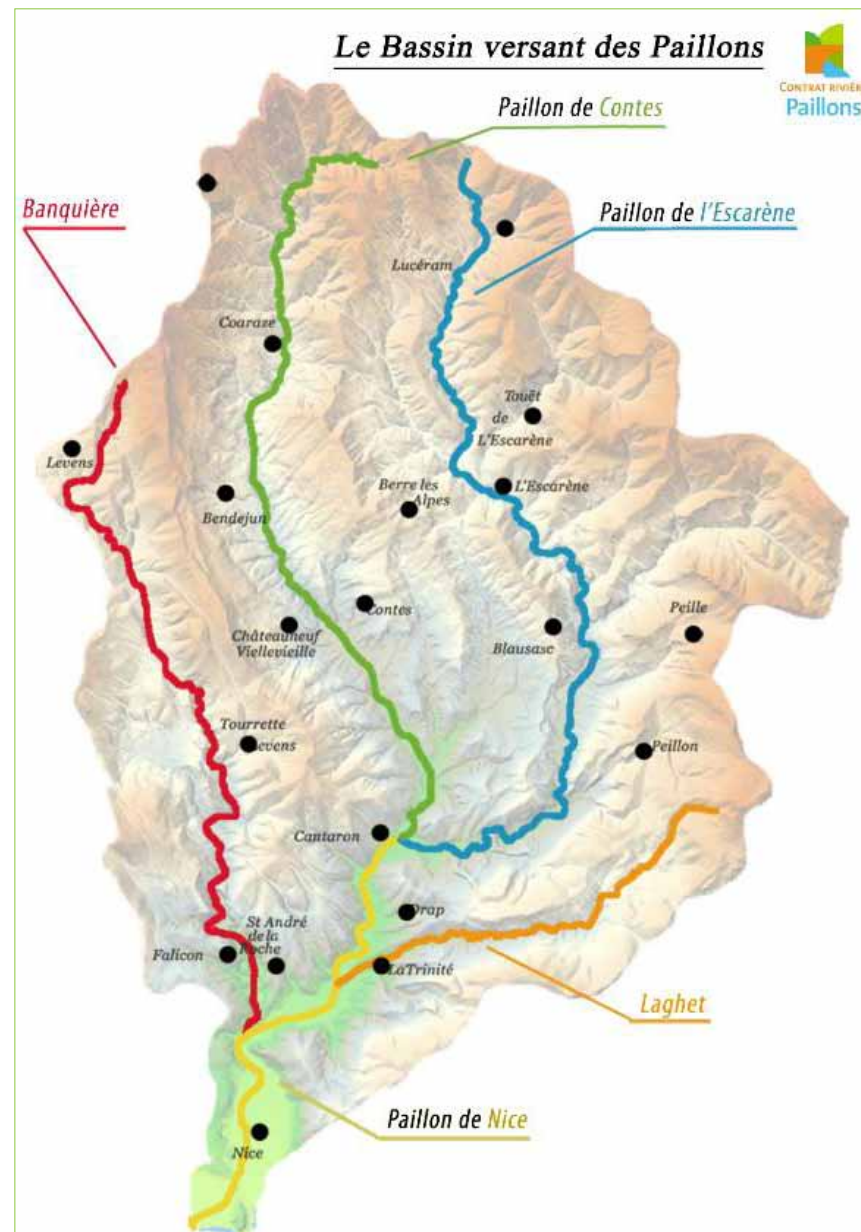 Le Bassin versant des Paillons
CONTRAT RIVIÈRE
Paillons
Paillon de Contes
Banquière
Paillon de l'Escarène
Lucéram
Coaraze
Touët
de
L'Escarène
Levens
L'Escarène
Berre les
Alpes
Bendejun
Contes
Châteauneuf
Vielleville
Blausasc
Peille
Tourrette
Levens
Peillon
Cantaron
Drap
St André
de la
Roche
Falicon
La Trinité
Laghet
Paillon de Nice
Nice